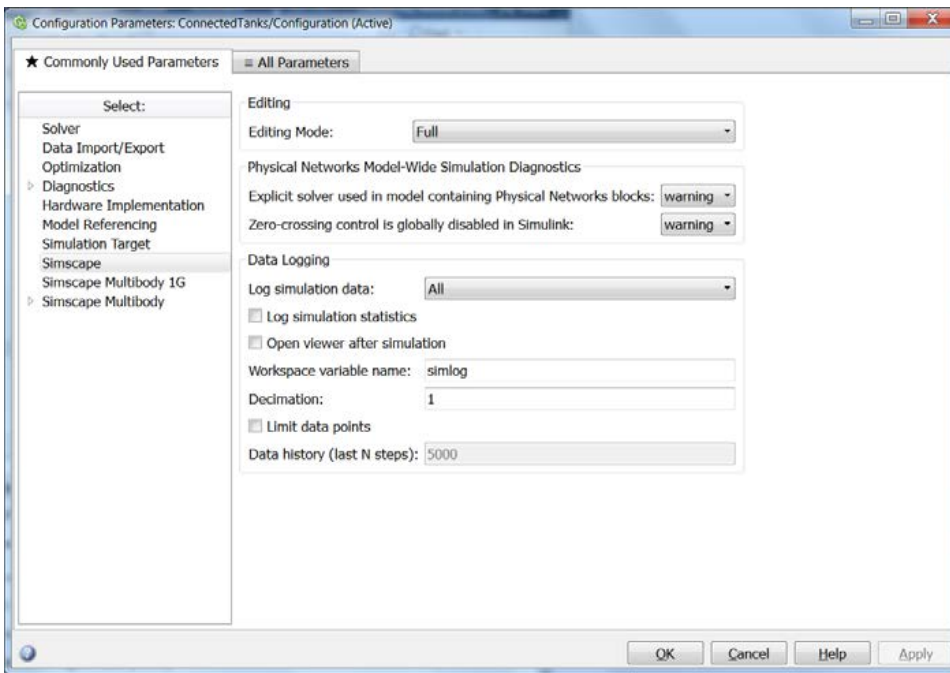 Configuration Parameters: ConnectedTanks/Configuration (Active)
★ Commonly Used Parameters
≡ All Parameters
Select:
Solver
Data Import/Export
Optimization
Diagnostics
Hardware Implementation
Model Referencing
Simulation Target
Simscape
Simscape Multibody 1G
Simscape Multibody
Editing
Editing Mode: Full
Physical Networks Model-Wide Simulation Diagnostics
Explicit solver used in model containing Physical Networks blocks: warning
Zero-crossing control is globally disabled in Simulink: warning
Data Logging
Log simulation data: All
Log simulation statistics
Open viewer after simulation
Workspace variable name: simlog
Decimation: 1
Limit data points
Data history (last N steps): 5000
OK Cancel Help Apply